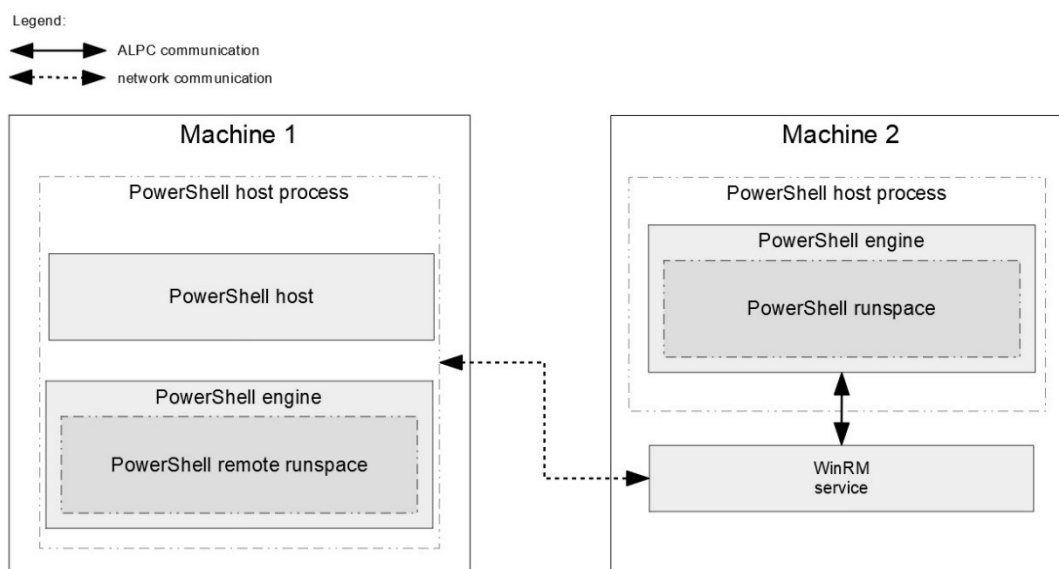 Legend:
ALPC communication
network communication
Machine 1
PowerShell host process
PowerShell host
PowerShell engine
PowerShell remote runspace
Machine 2
PowerShell host process
PowerShell engine
PowerShell runspace
WinRM
service